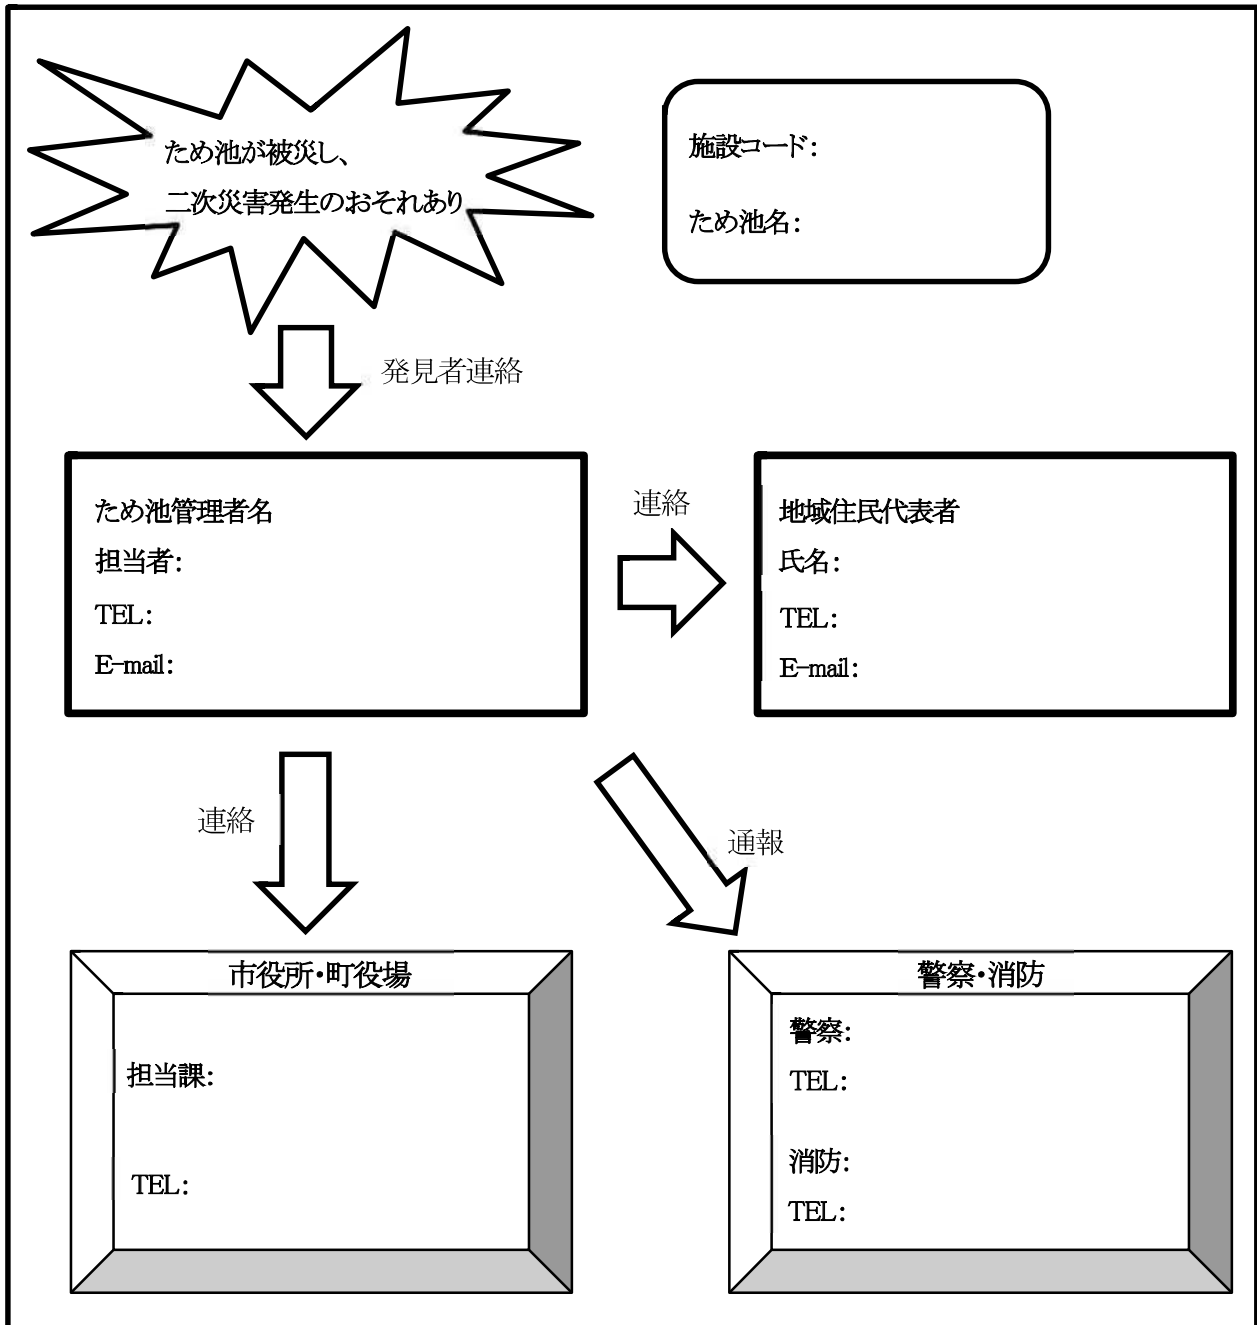 ため池が被災し、
二次災害発生のおそれあり
施設コード：
ため池名：
発見者連絡
ため池管理者名
担当者：
TEL：
E-mail：
連絡
地域住民代表者
氏名：
TEL：
E-mail：
連絡
通報
市役所・町役場
担当課：
TEL：
警察・消防
警察：
TEL：
消防：
TEL：